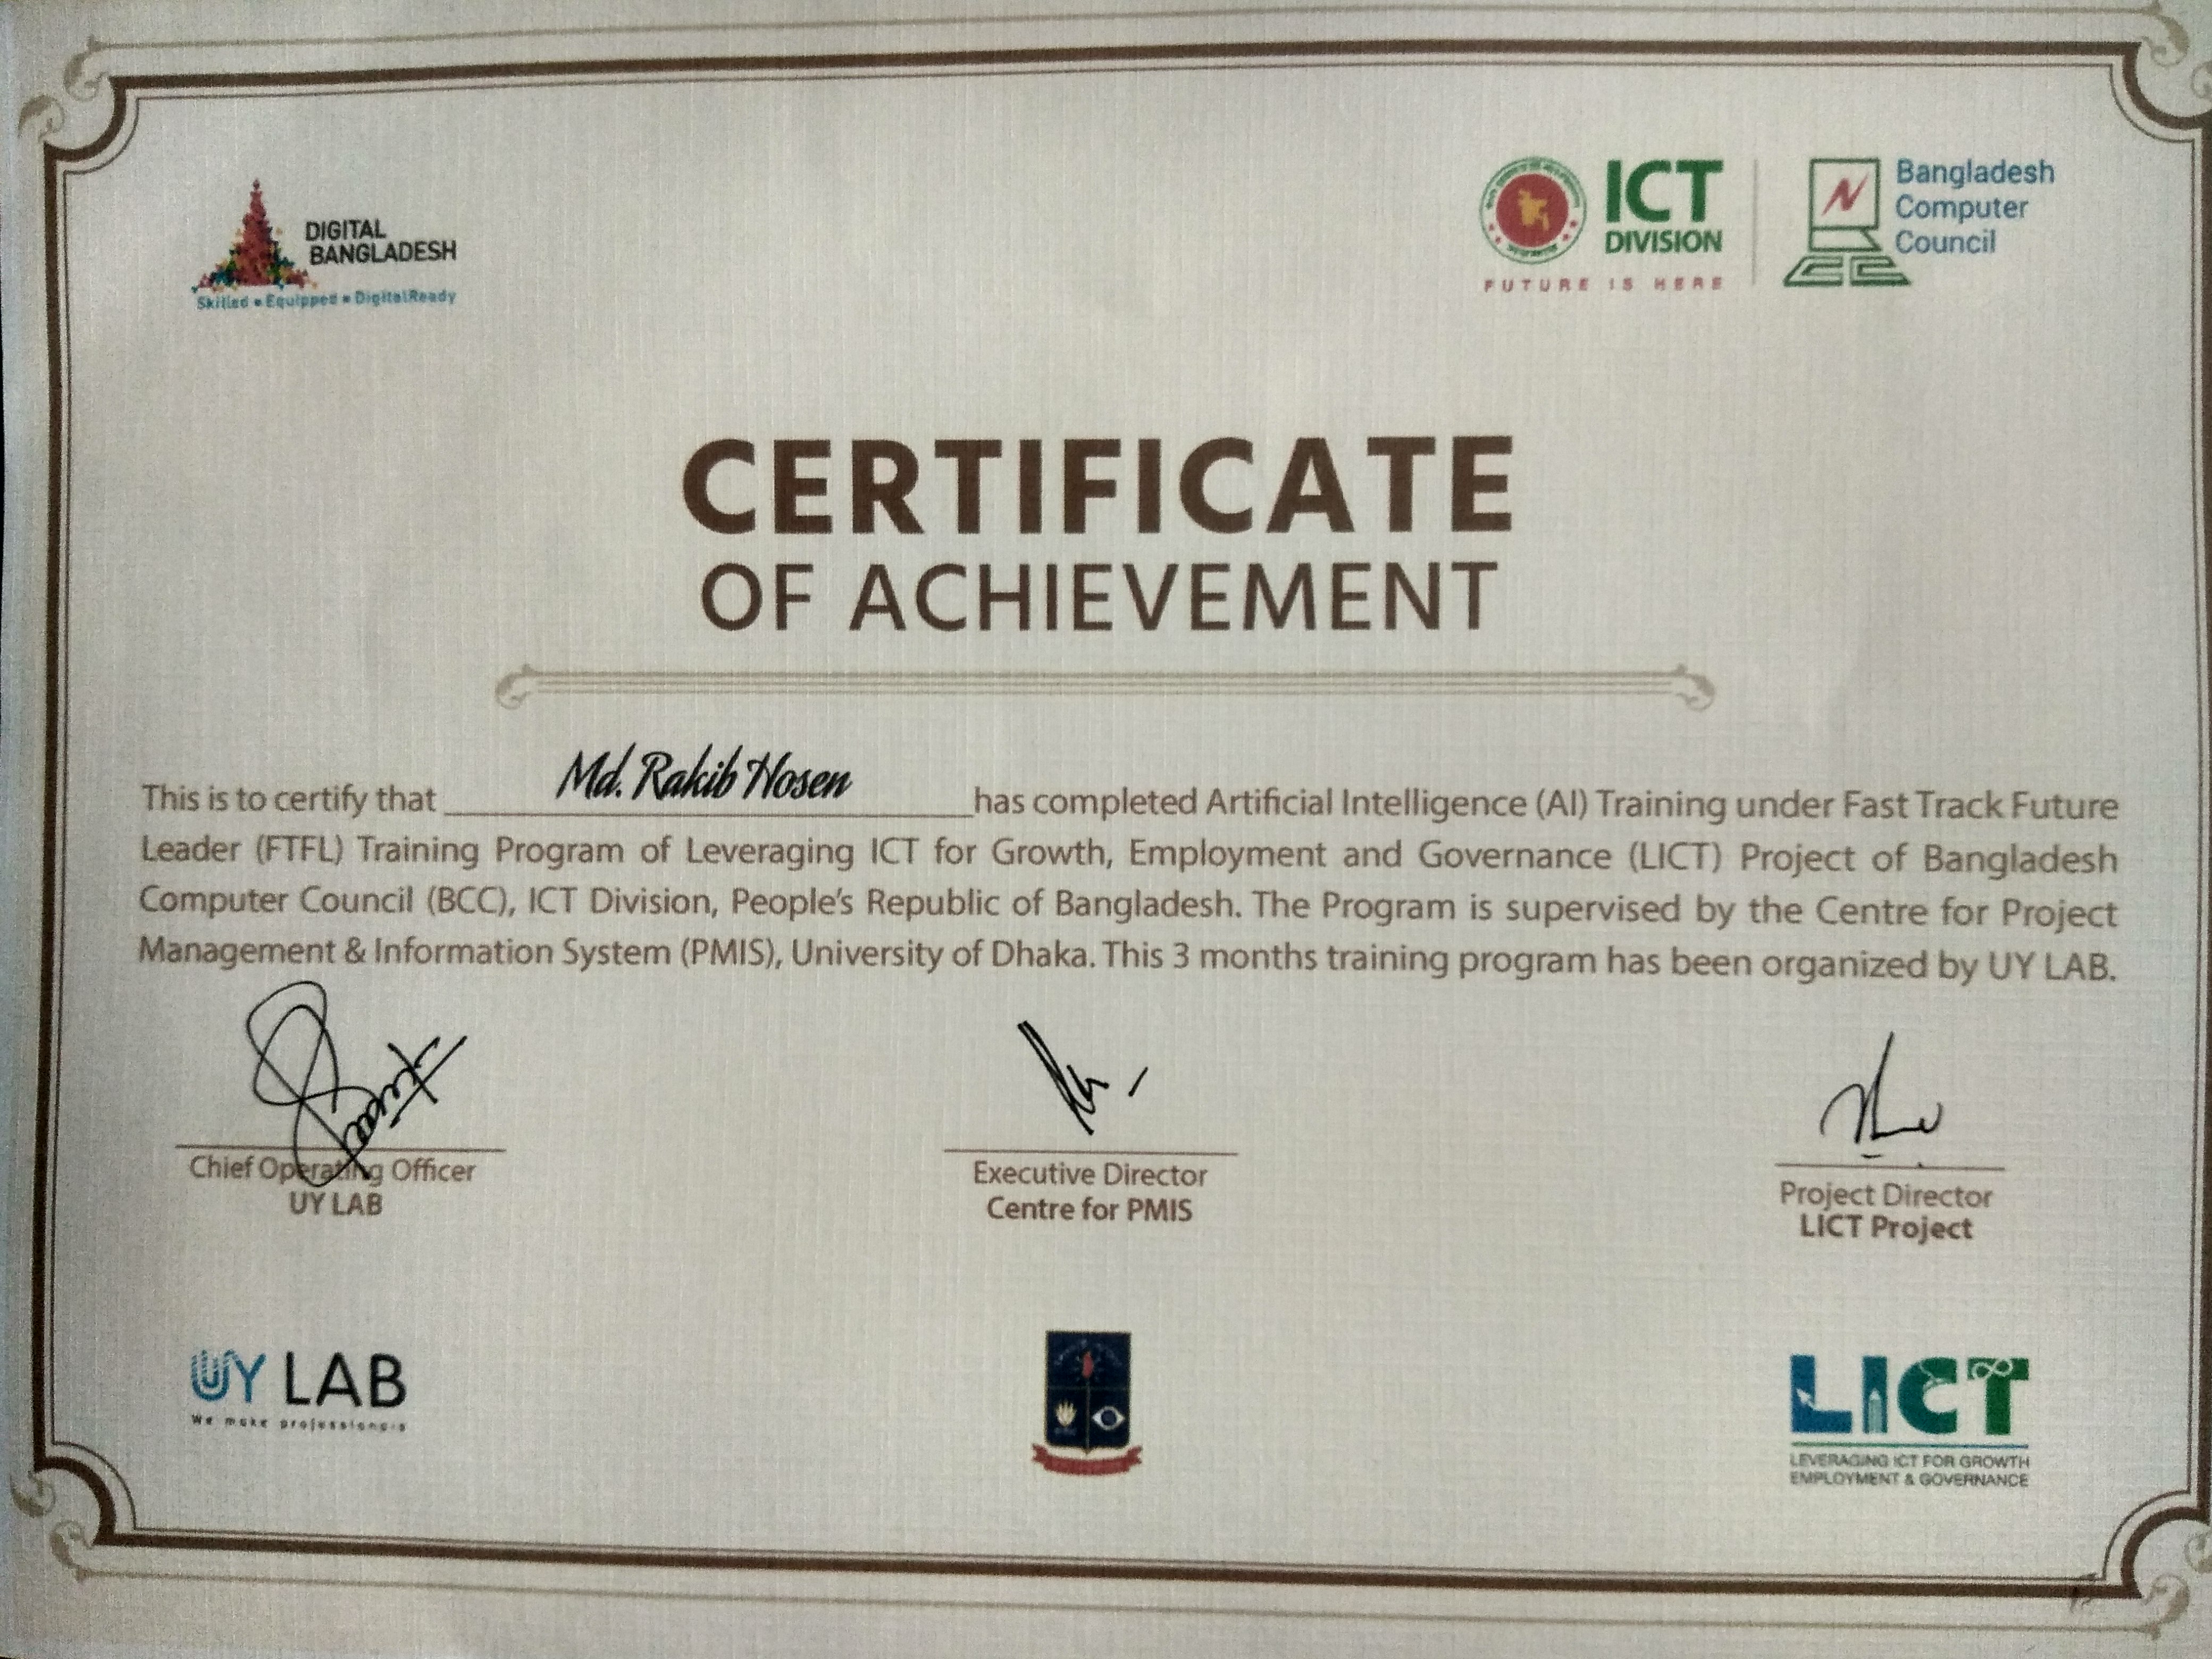 DIGITAL
BANGLADESH
Skilled • Equipped • DigitalReady
ICT
DIVISION
FUTURE IS HERE
Bangladesh
Computer
Council
CERTIFICATE
OF ACHIEVEMENT
This is to certify that Md. Rakib Hosen has completed Artificial Intelligence (AI) Training under Fast Track Future
Leader (FTFL) Training Program of Leveraging ICT for Growth, Employment and Governance (LICT) Project of Bangladesh
Computer Council (BCC), ICT Division, People's Republic of Bangladesh. The Program is supervised by the Centre for Project
Management & Information System (PMIS), University of Dhaka. This 3 months training program has been organized by UY LAB.
Chief Operating Officer
UY LAB
Executive Director
Centre for PMIS
Project Director
LICT Project
UY LAB
We make professionals
LICT
LEVERAGING ICT FOR GROWTH
EMPLOYMENT & GOVERNANCE